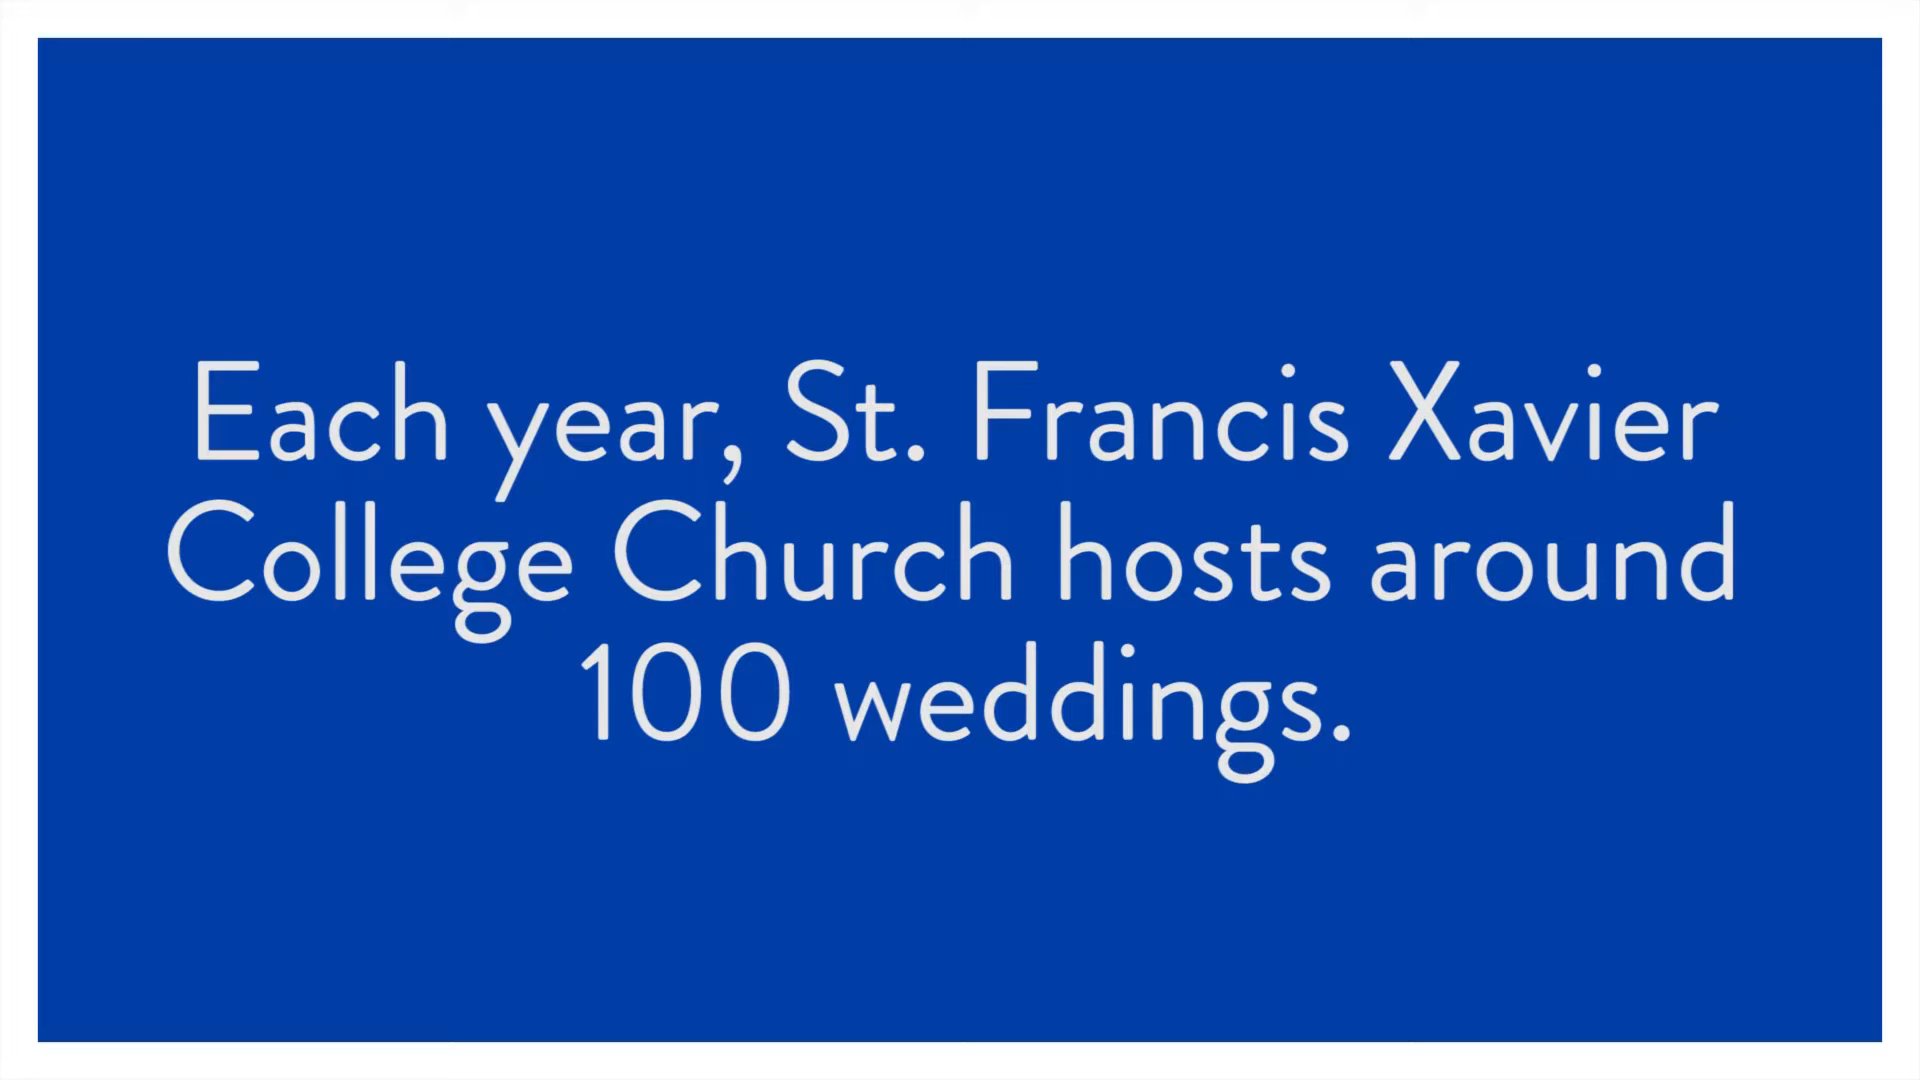 Each year, St. Francis Xavier
College Church hosts around
100 weddings.